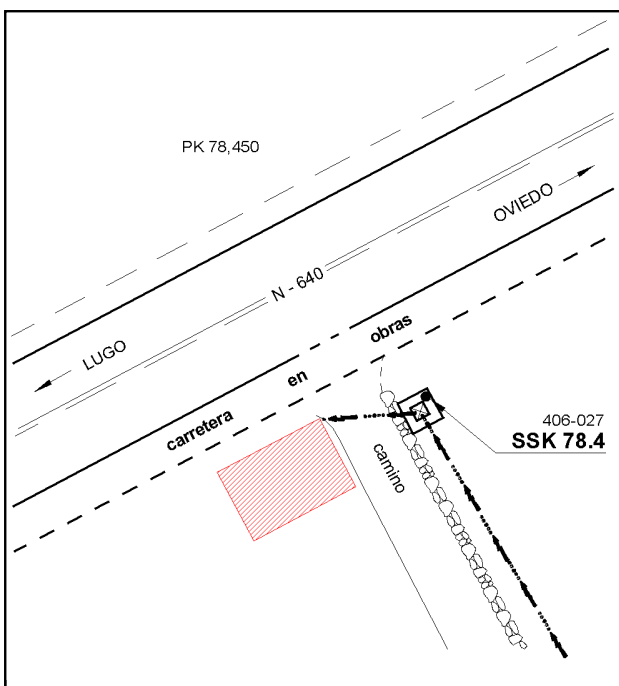 PK 78,450
OVIEDO
N - 640
LUGO
carretera en obras
406-027
SSK 78.4
camino